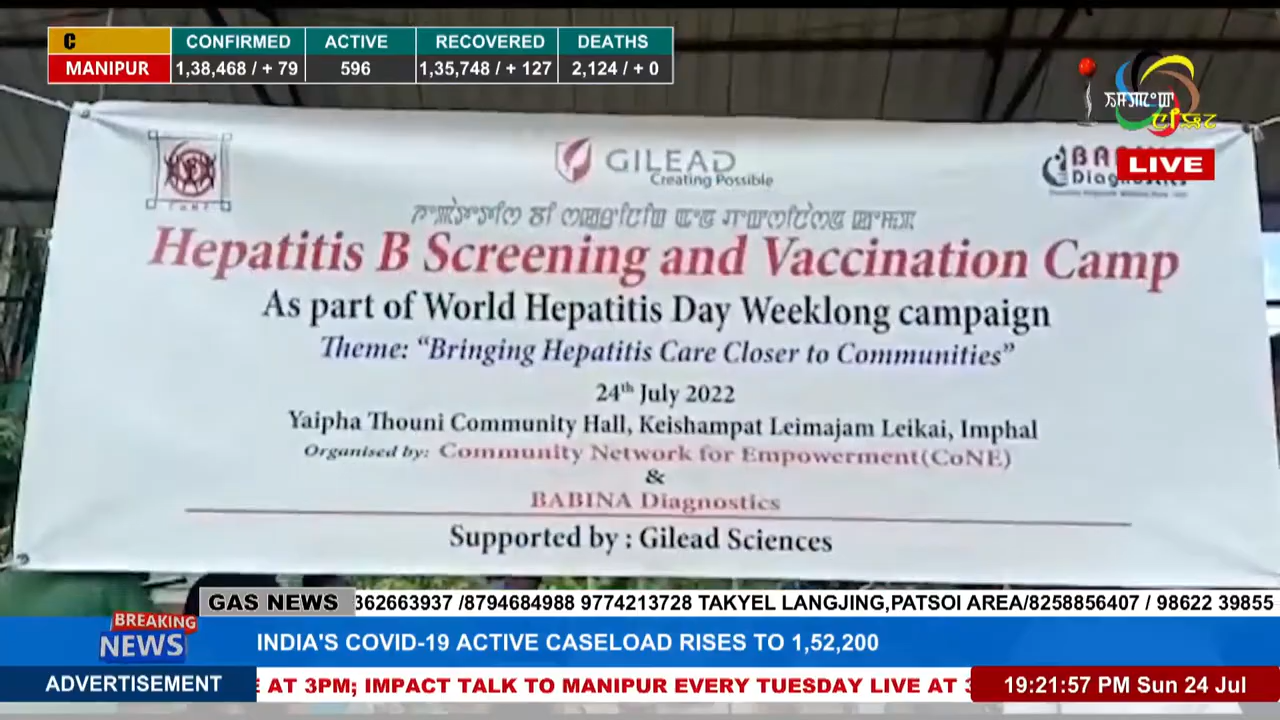 C CONFIRMED ACTIVE RECOVERED DEATHS
MANIPUR 1,38,468 / + 79 596 1,35,748 / + 127 2,124 / + 0
LIVE
GILEAD
Creating Possible
Hepatitis B Screening and Vaccination Camp
As part of World Hepatitis Day Weeklong campaign
Theme: “Bringing Hepatitis Care Closer to Communities”
24th July 2022
Yaipha Thouni Community Hall, Keishampat Leimajam Leikai, Imphal
Organised by: Community Network for Empowerment(CoNE)
&
BABINA Diagnostics
Supported by : Gilead Sciences
GAS NEWS 362663937 /8794684988 9774213728 TAKYEL LANGJING,PATSOI AREA/8258856407 / 98622 39855
BREAKING
NEWS INDIA'S COVID-19 ACTIVE CASELOAD RISES TO 1,52,200
ADVERTISEMENT AT 3PM; IMPACT TALK TO MANIPUR EVERY TUESDAY LIVE AT 19:21:57 PM Sun 24 Jul